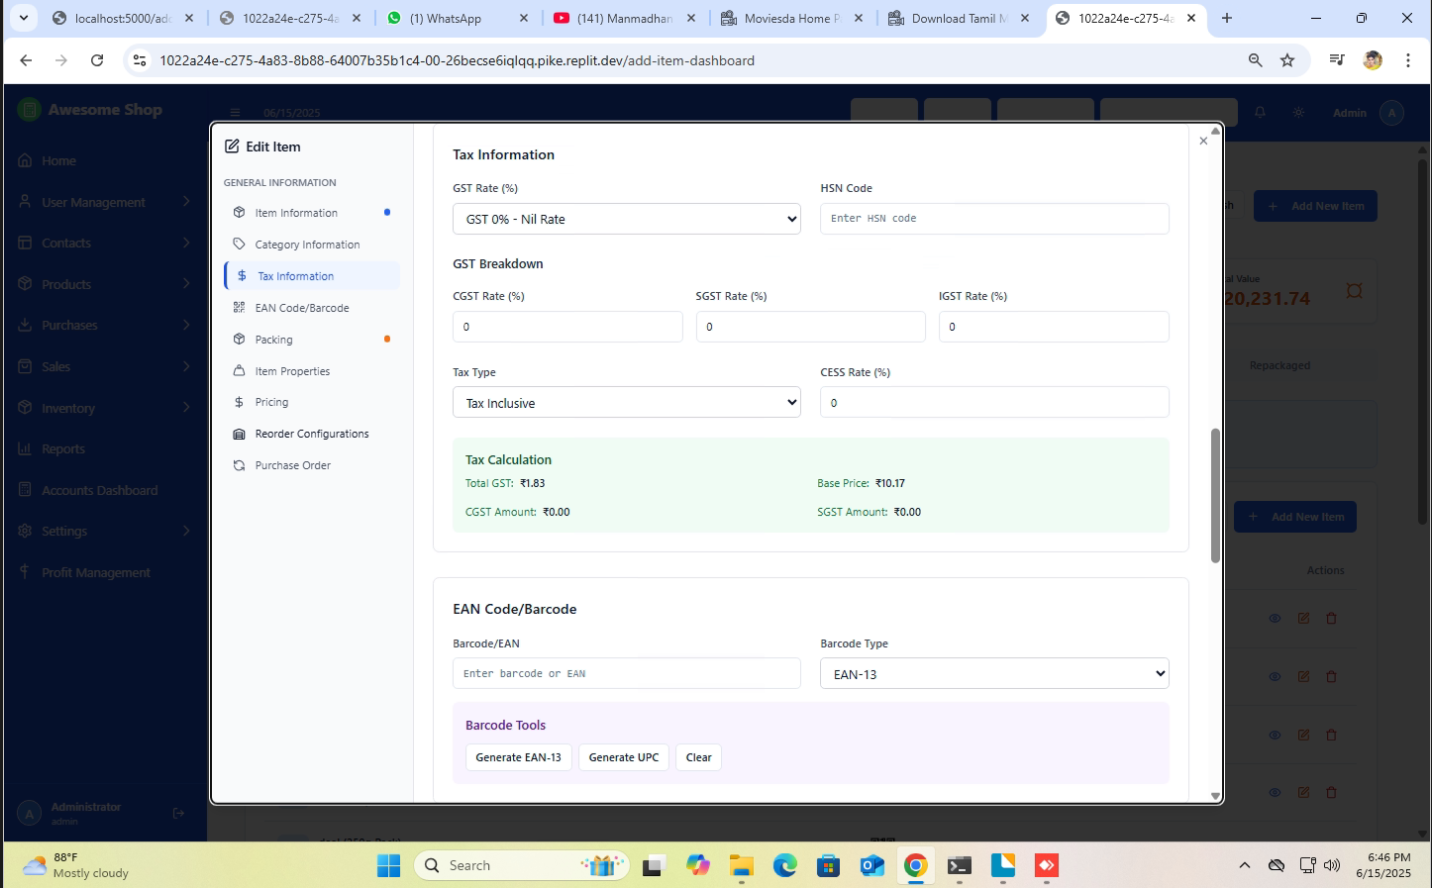 localhost:5000/add
1022a24e-c275-4a
(1) WhatsApp
(141) Manmadhan
Moviesda Home P
Download Tamil M
1022a24e-c275-4a
1022a24e-c275-4a83-8b88-64007b35b1c4-00-26becse6iqlqq.pike.replit.dev/add-item-dashboard
Awesome Shop
06/15/2025
Admin
A
Home
User Management
Contacts
Products
Purchases
Sales
Inventory
Reports
Accounts Dashboard
Settings
Profit Management
A
Administrator
admin
Edit Item
GENERAL INFORMATION
Item Information
Category Information
Tax Information
EAN Code/Barcode
Packing
Item Properties
Pricing
Reorder Configurations
Purchase Order
Tax Information
GST Rate (%)
HSN Code
GST 0% - Nil Rate
Enter HSN code
GST Breakdown
CGST Rate (%)
SGST Rate (%)
IGST Rate (%)
0
0
0
Tax Type
CESS Rate (%)
Tax Inclusive
0
Tax Calculation
Total GST: ₹1.83
Base Price: ₹10.17
CGST Amount: ₹0.00
SGST Amount: ₹0.00
EAN Code/Barcode
Barcode/EAN
Barcode Type
Enter barcode or EAN
EAN-13
Barcode Tools
Generate EAN-13
Generate UPC
Clear
sh
+ Add New Item
al Value
20,231.74
Repackaged
+ Add New Item
Actions
88°F
Mostly cloudy
Search
6:46 PM
6/15/2025